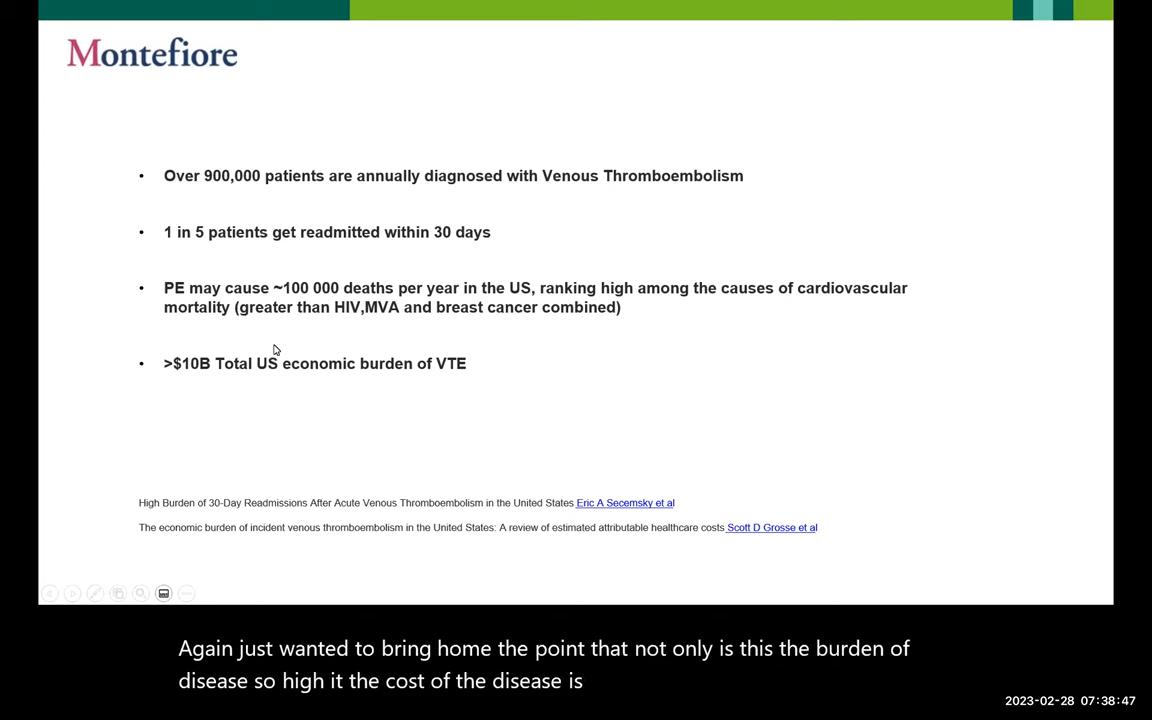 Montefiore
• Over 900,000 patients are annually diagnosed with Venous Thromboembolism
• 1 in 5 patients get readmitted within 30 days
• PE may cause ~100 000 deaths per year in the US, ranking high among the causes of cardiovascular
mortality (greater than HIV,MVA and breast cancer combined)
• >$10B Total US economic burden of VTE
High Burden of 30-Day Readmissions After Acute Venous Thromboembolism in the United States Eric A Secemsky et al
The economic burden of incident venous thromboembolism in the United States: A review of estimated attributable healthcare costs Scott D Grosse et al
Again just wanted to bring home the point that not only is this the burden of
disease so high it the cost of the disease is
2023-02-28 07:38:47